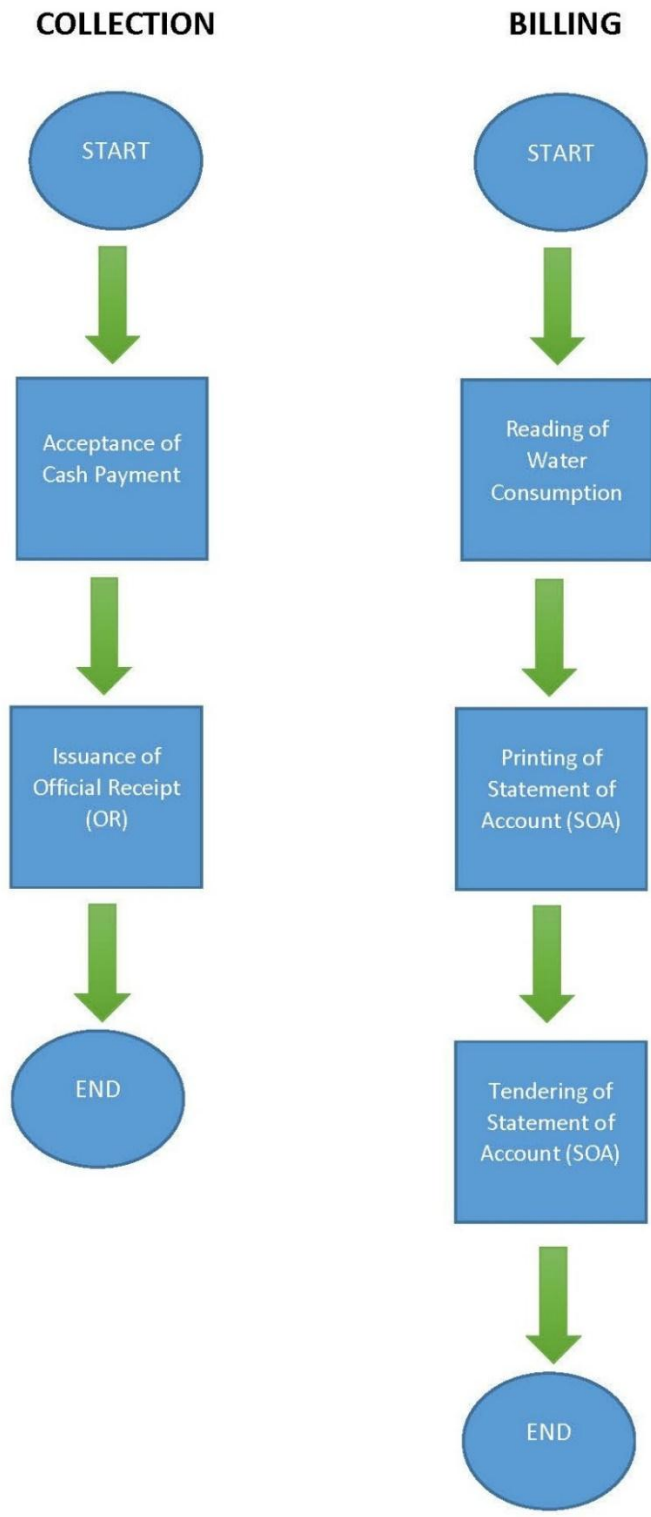 COLLECTION
START
Acceptance of
Cash Payment
Issuance of
Official Receipt
(OR)
END
BILLING
START
Reading of
Water
Consumption
Printing of
Statement of
Account (SOA)
Tendering of
Statement of
Account (SOA)
END